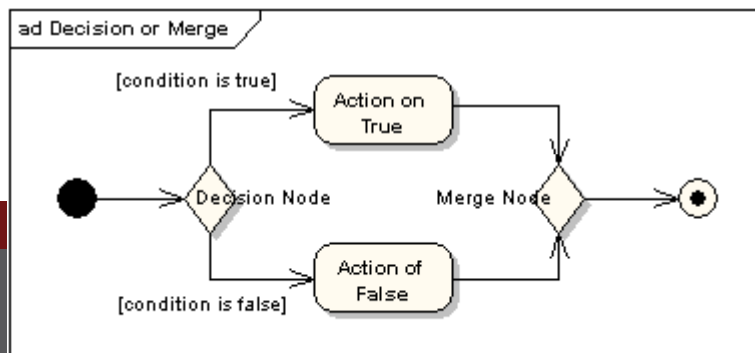 ad Decision or Merge
[condition is true]
Action on
True
Decision Node
Merge Node
Action of
False
[condition is false]